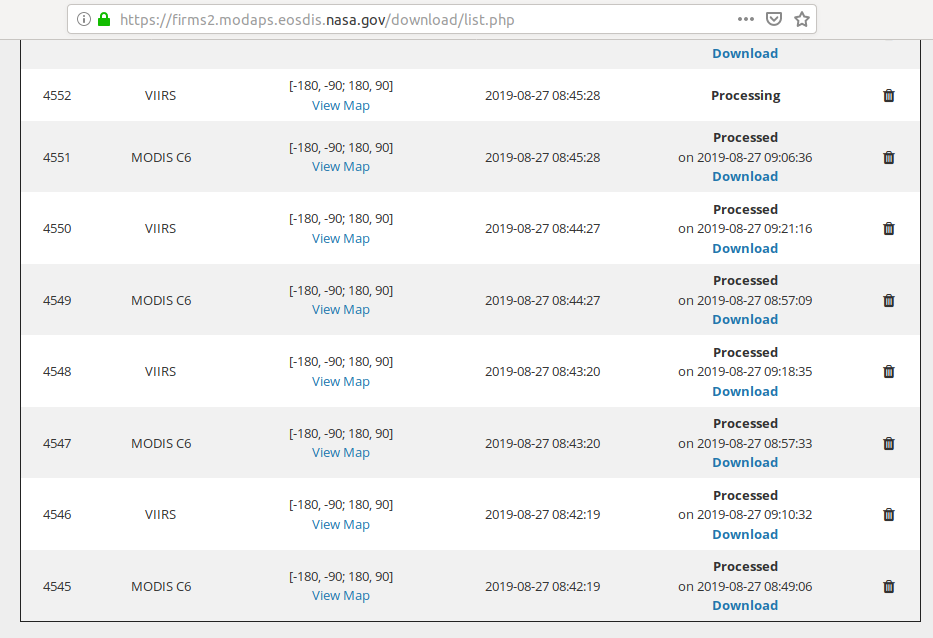 https://firms2.modaps.eosdis.nasa.gov/download/list.php
Download
4552 VIIRS [-180, -90; 180, 90] 2019-08-27 08:45:28 Processing
View Map
Processed
4551 MODIS C6 [-180, -90; 180, 90] 2019-08-27 08:45:28 on 2019-08-27 09:06:36
View Map Download
Processed
4550 VIIRS [-180, -90; 180, 90] 2019-08-27 08:44:27 on 2019-08-27 09:21:16
View Map Download
Processed
4549 MODIS C6 [-180, -90; 180, 90] 2019-08-27 08:44:27 on 2019-08-27 08:57:09
View Map Download
Processed
4548 VIIRS [-180, -90; 180, 90] 2019-08-27 08:43:20 on 2019-08-27 09:18:35
View Map Download
Processed
4547 MODIS C6 [-180, -90; 180, 90] 2019-08-27 08:43:20 on 2019-08-27 08:57:33
View Map Download
Processed
4546 VIIRS [-180, -90; 180, 90] 2019-08-27 08:42:19 on 2019-08-27 09:10:32
View Map Download
Processed
4545 MODIS C6 [-180, -90; 180, 90] 2019-08-27 08:42:19 on 2019-08-27 08:49:06
View Map Download